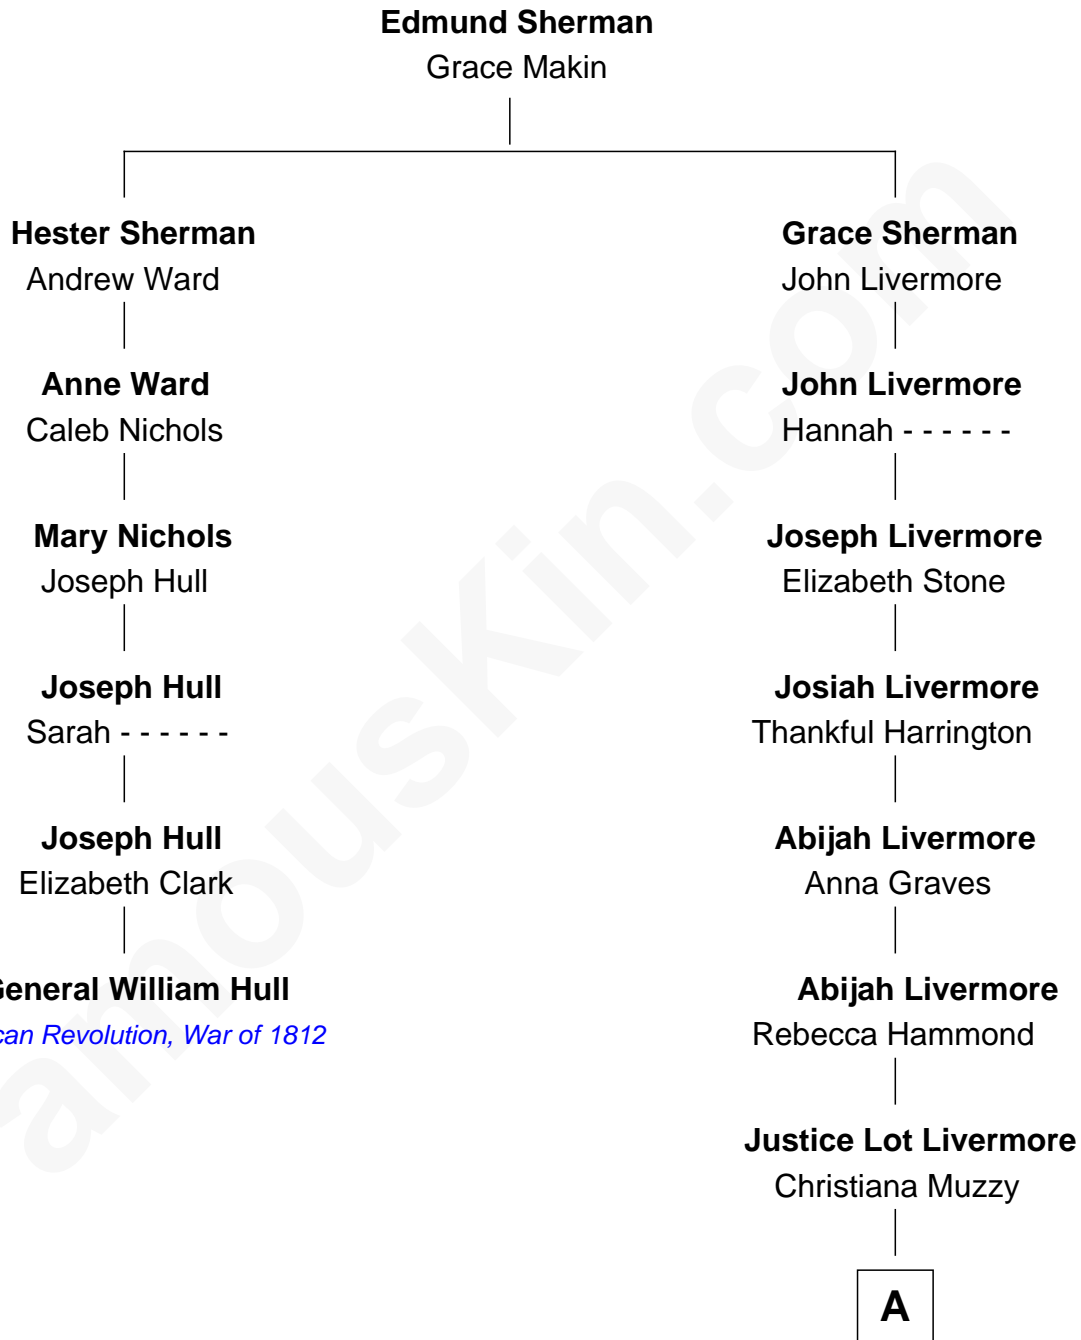 Edmund Sherman
Grace Makin
Hester Sherman
Andrew Ward
Anne Ward
Caleb Nichols
Mary Nichols
Joseph Hull
Joseph Hull
Sarah - - - - - -
Joseph Hull
Elizabeth Clark
General William Hull
can Revolution, War of 1812
Grace Sherman
John Livermore
John Livermore
Hannah - - - - - -
Joseph Livermore
Elizabeth Stone
Josiah Livermore
Thankful Harrington
Abijah Livermore
Anna Graves
Abijah Livermore
Rebecca Hammond
Justice Lot Livermore
Christiana Muzzy
A
amouskin.com